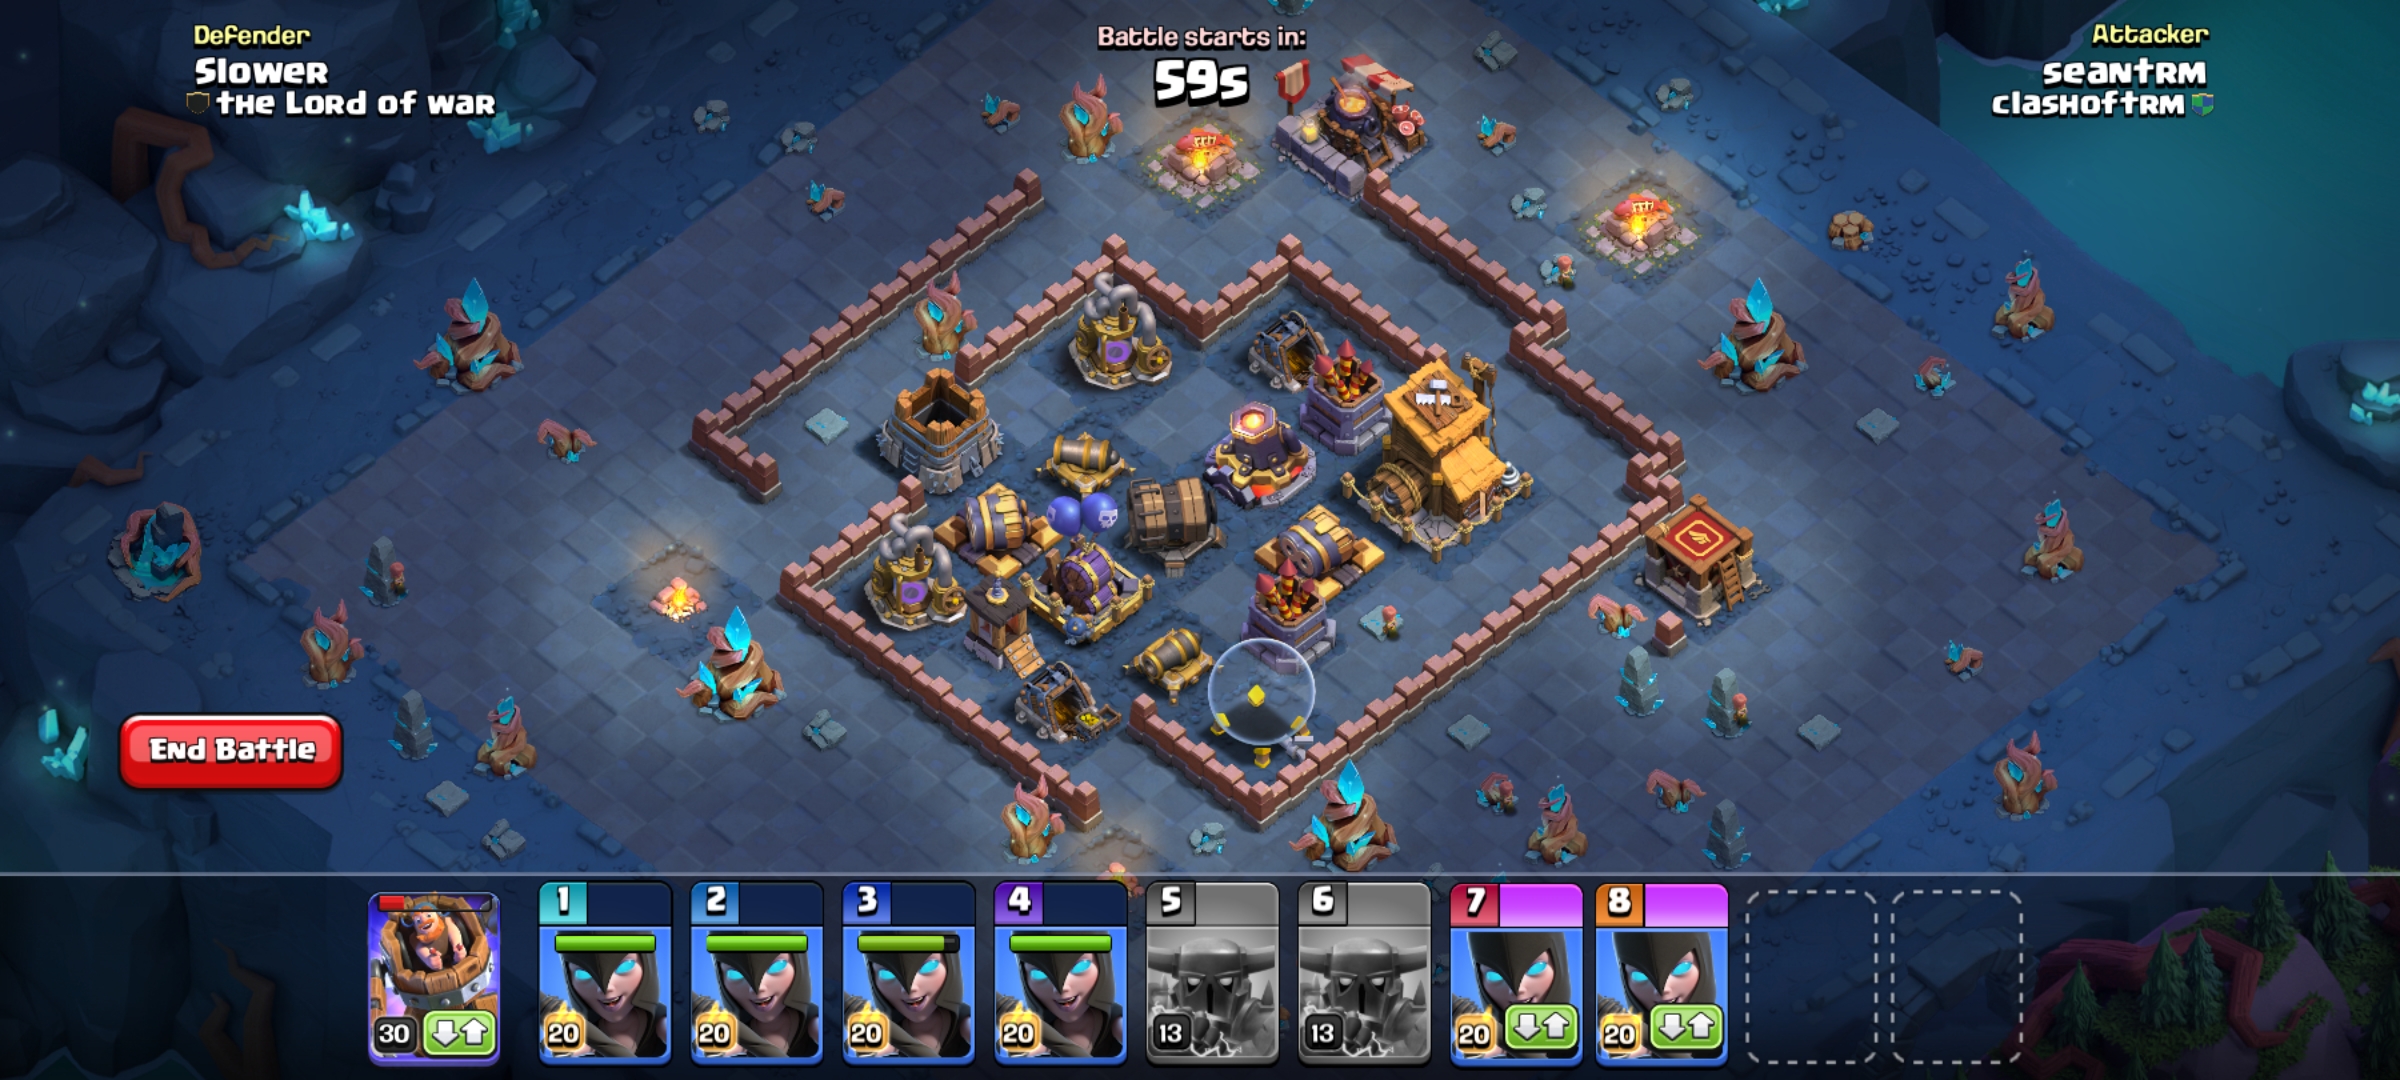 Defender
Slower
the Lord of war
Battle starts in:
59s
Attacker
seantRM
clashoftRM
End Battle
30
1
20
2
20
3
20
4
20
5
13
6
13
7
20
8
20